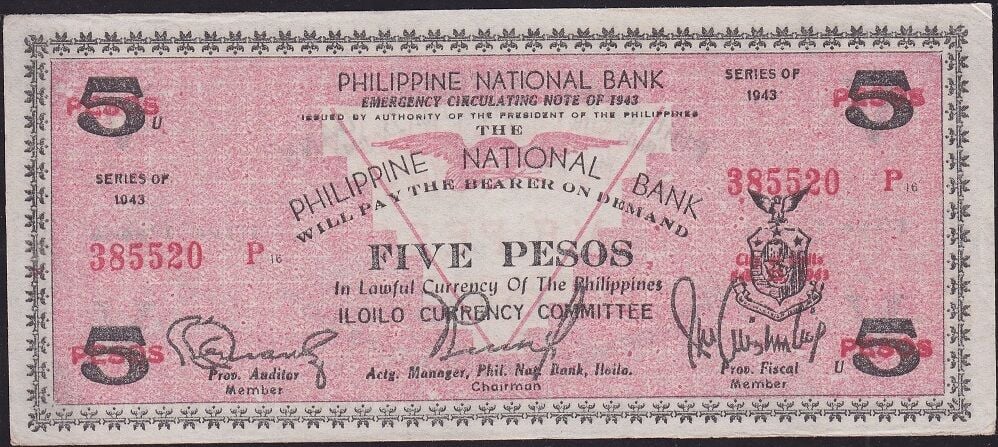 PHILIPPINE NATIONAL BANK
EMERGENCY CIRCULATING NOTE OF 1943
ISSUED BY AUTHORITY OF THE PRESIDENT OF THE PHILIPPINES
SERIES OF
1943
5
PESOS
U
5
PESOS
THE
PHILIPPINE NATIONAL BANK
WILL PAY THE BEARER ON DEMAND
SERIES OF
1943
385520 P16
385520 P16
FIVE PESOS
In Lawful Currency Of The Philippines
ILOILO CURRENCY COMMITTEE
5
PESOS
5
PESOS
U
Prov. Auditor
Member
Actg. Manager, Phil. Nat. Bank, Iloilo.
Chairman
Prov. Fiscal
Member